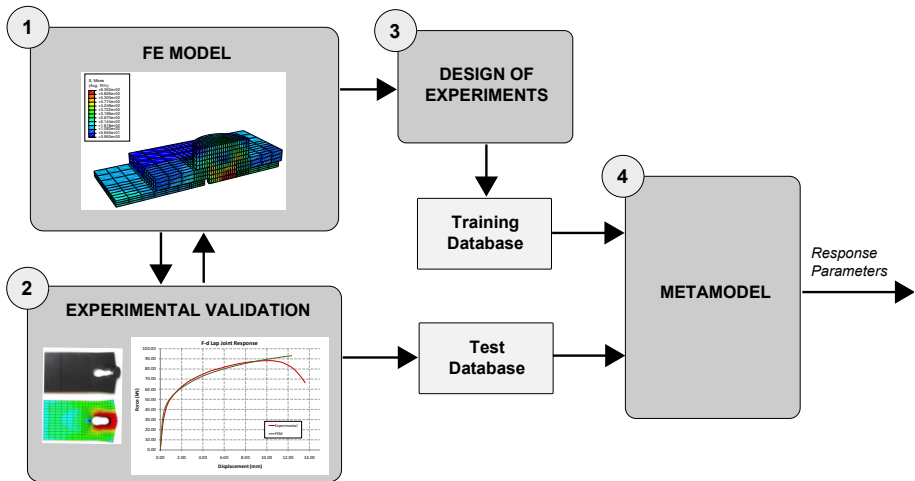 1
FE MODEL
S, Mises
(Avg: 75%)
3
DESIGN OF
EXPERIMENTS
Training
Database
4
METAMODEL
Response
Parameters
2
EXPERIMENTAL VALIDATION
F-d Lap Joint Response
Force (kN)
100.00
90.00
80.00
70.00
60.00
50.00
40.00
30.00
20.00
10.00
0.00
0.00 2.00 4.00 6.00 8.00 10.00 12.00 14.00
Displacement (mm)
Experimental
FEM
Test
Database